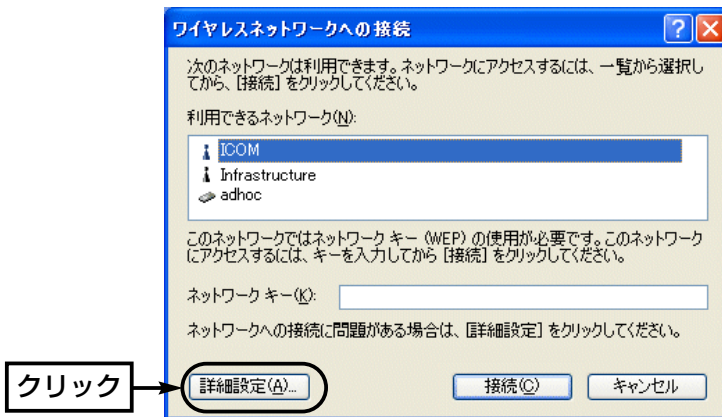 ワイヤレスネットワークへの接続
次のネットワークは利用できます。ネットワークにアクセスするには、一覧から選択し
てから、[接続] をクリックしてください。
利用できるネットワーク(N):
ICOM
Infrastructure
adhoc
このネットワークではネットワーク キー (WEP) の使用が必要です。このネットワーク
にアクセスするには、キーを入力してから [接続] をクリックしてください。
ネットワーク キー(K):
ネットワークへの接続に問題がある場合は、[詳細設定] をクリックしてください。
クリック
詳細設定(A)...
接続(C)
キャンセル